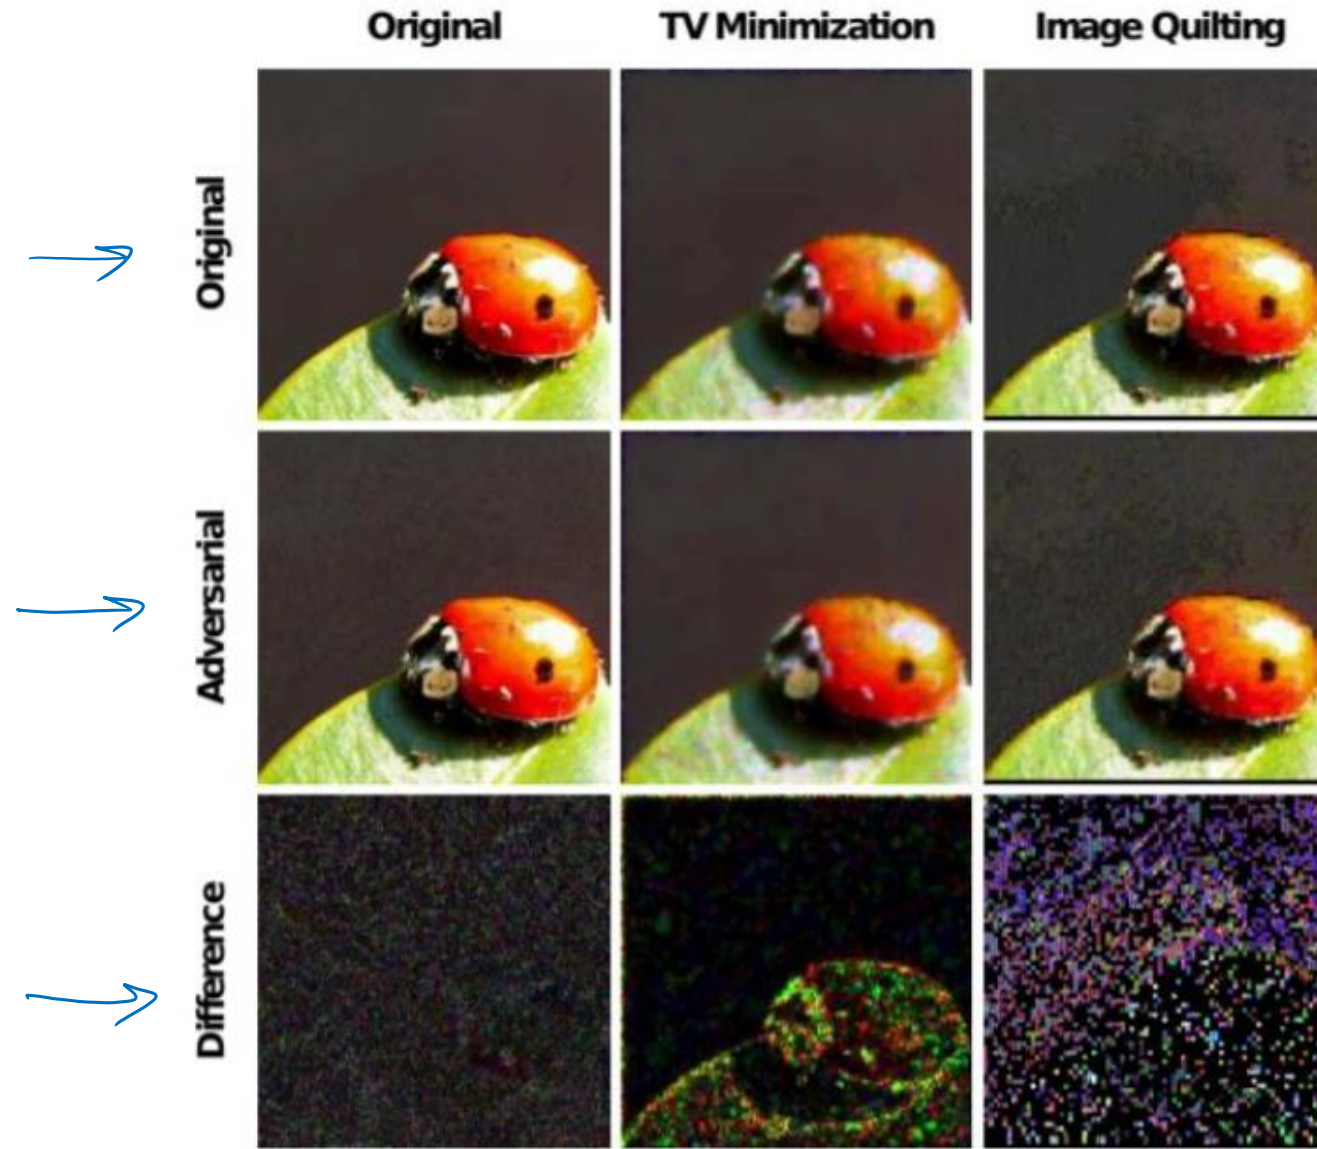 Original
TV Minimization
Image Quilting
Original
Adversarial
Difference